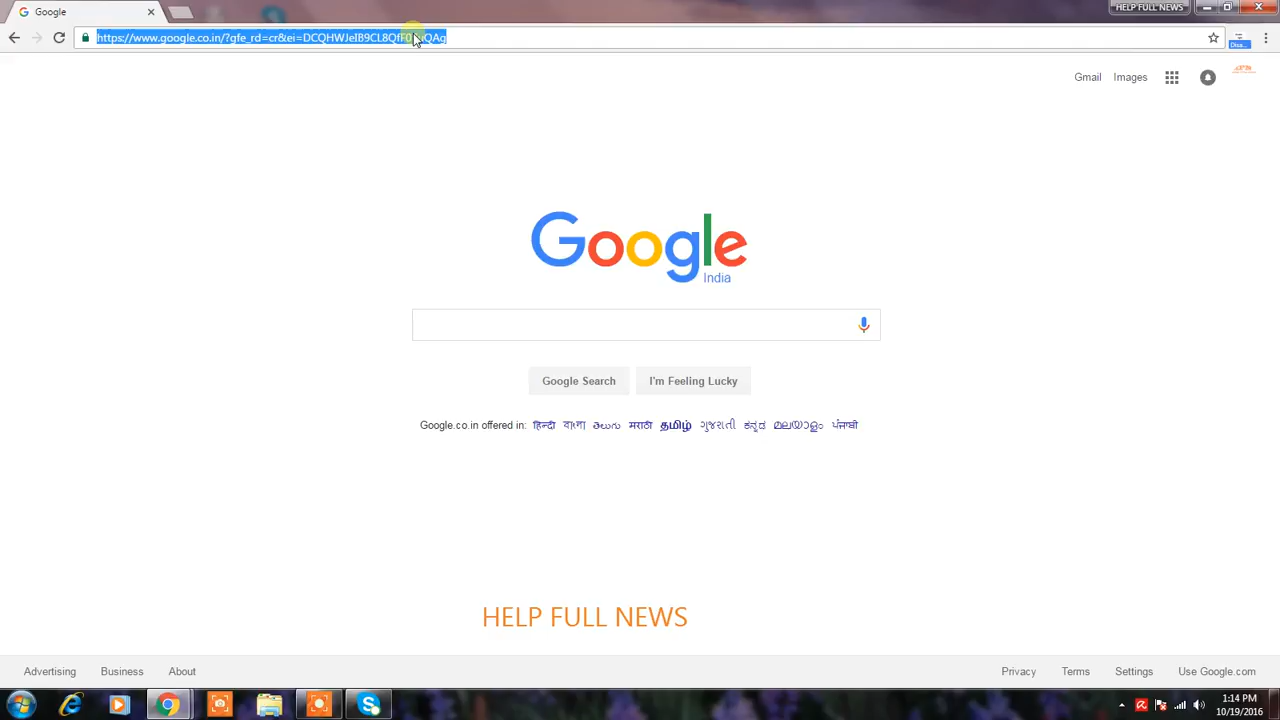 Google
HELP FULL NEWS
https://www.google.co.in/?gfe_rd=cr&ei=
Gmail Images
Google
India
Google Search I'm Feeling Lucky
Google.co.in offered in: हिन्दी বাংলা తెలుగు मराठी தமிழ் ગુજરાતી ಕನ್ನಡ മലയാളം ਪੰਜਾਬੀ
HELP FULL NEWS
Advertising Business About Privacy Terms Settings Use Google.com
1:14 PM
10/19/2016